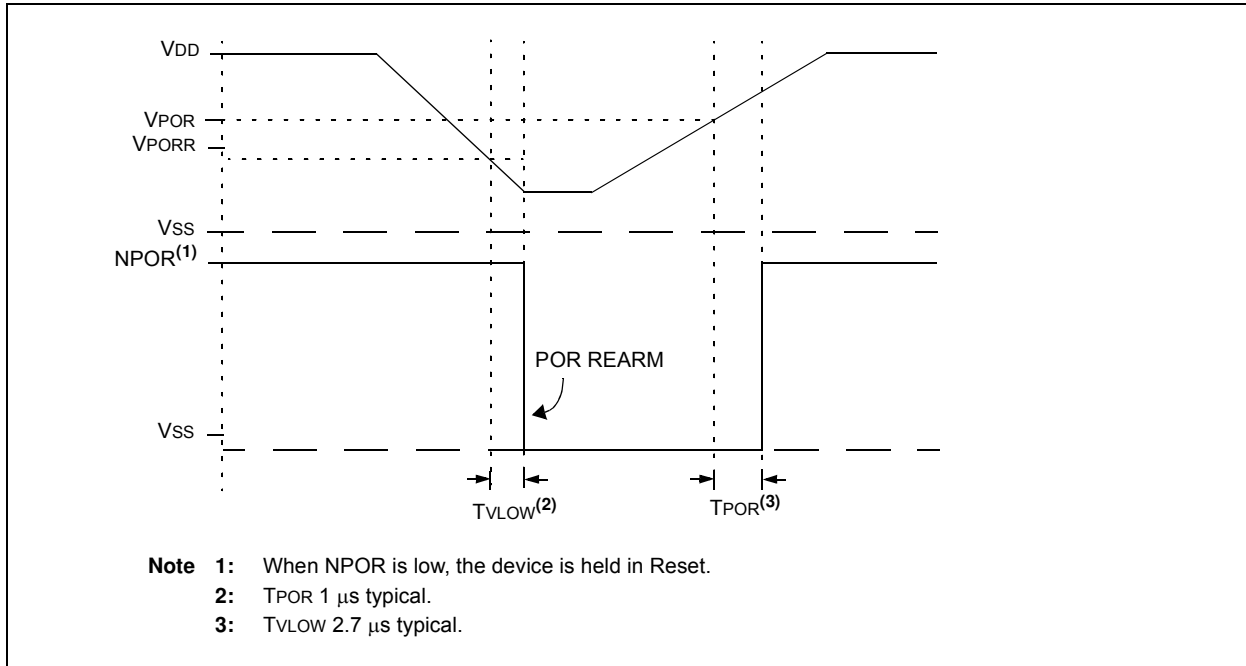 VDD
VPOR
VPORR
VSS
NPOR(1)
POR REARM
VSS
TVLOW(2)
TPOR(3)
Note 1: When NPOR is low, the device is held in Reset.
2: TPOR 1 μs typical.
3: TVLOW 2.7 μs typical.